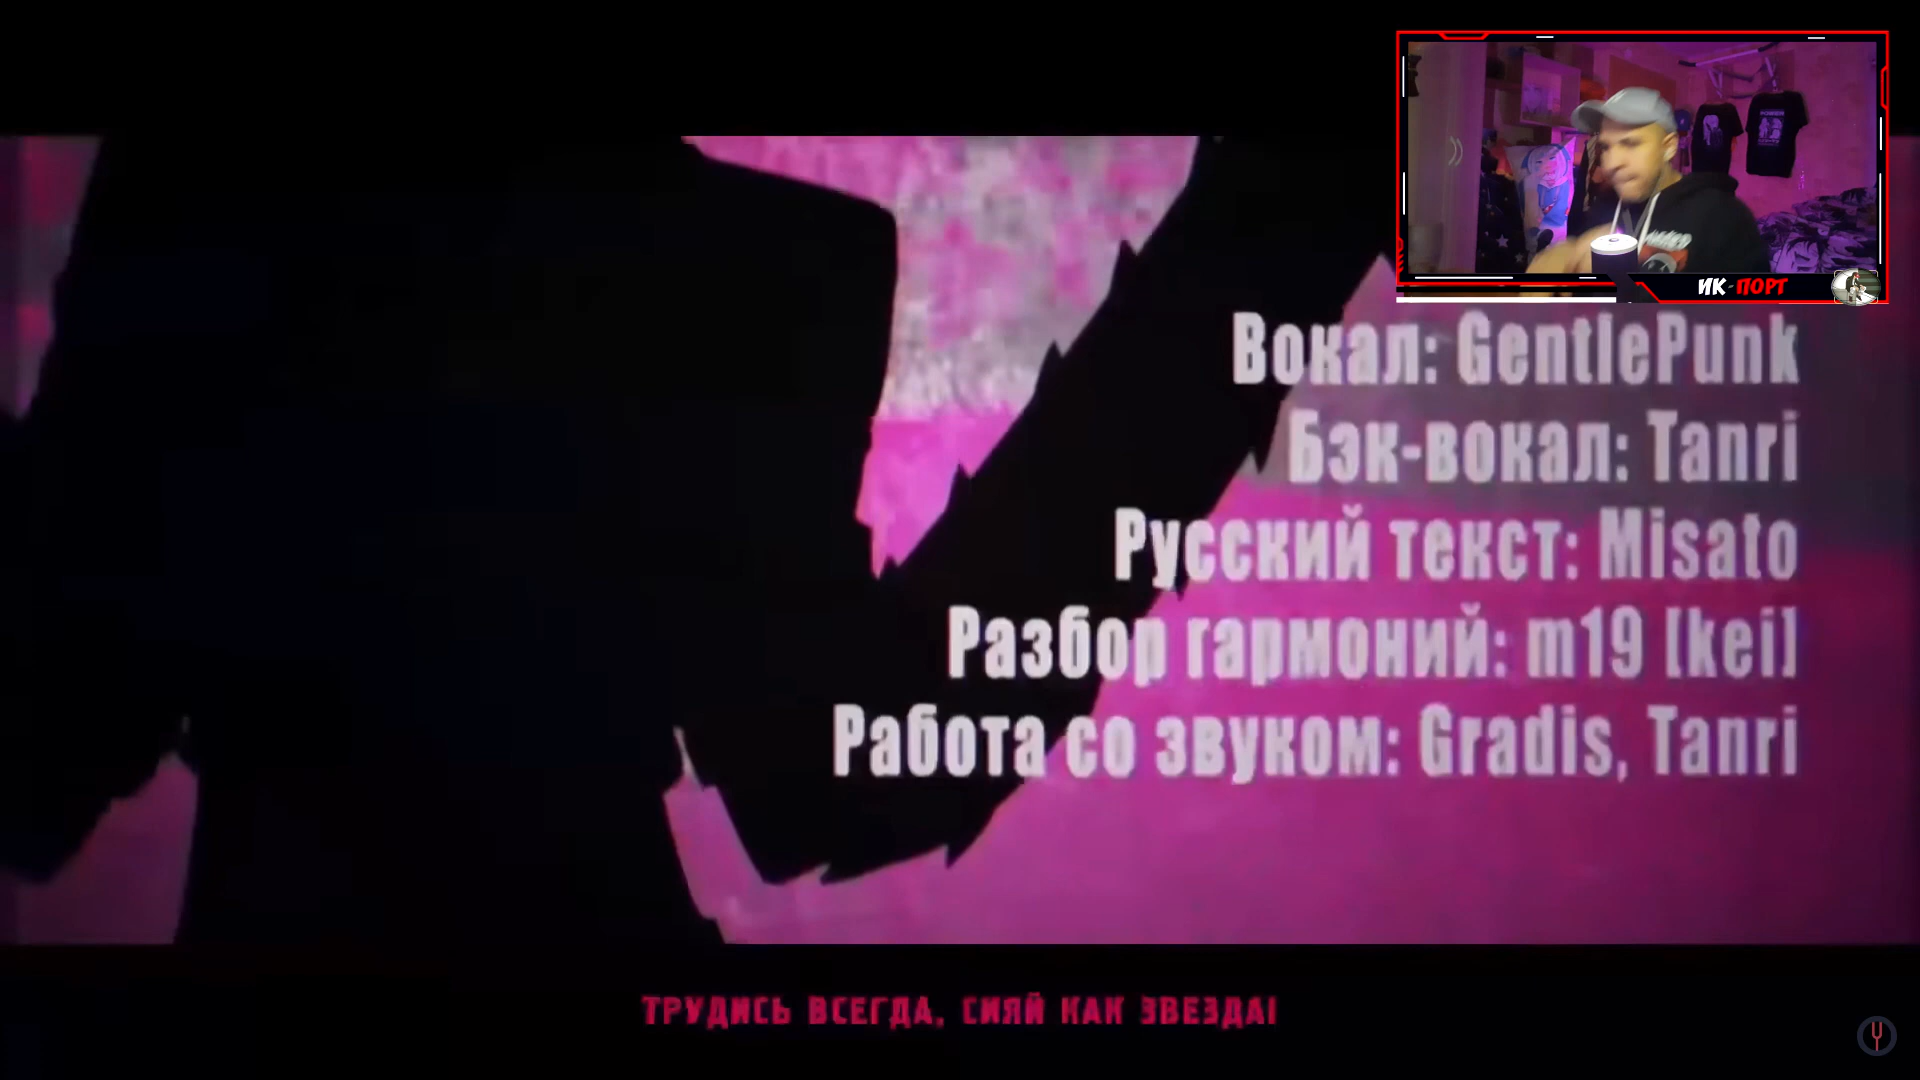 ИК-ПОРТ
Вокал: GentlePunk
Бэк-вокал: Tanri
Русский текст: Misato
Разбор гармоний: m19 [kei]
Работа со звуком: Gradis, Tanri
ТРУДИСЬ ВСЕГДА, СИЯЙ КАК ЗВЕЗДА!